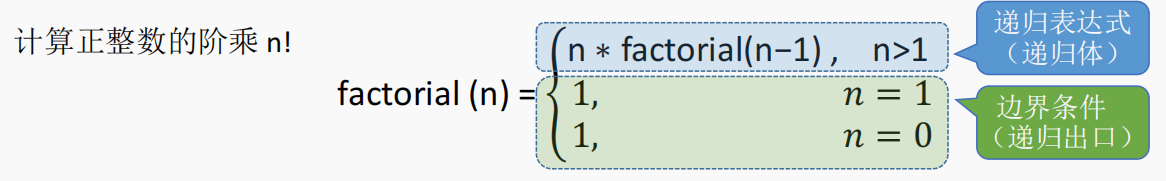 计算正整数的阶乘 n!
factorial (n) =
n ∗ factorial(n−1) , n>1
1, n = 1
1, n = 0
递归表达式
（递归体）
边界条件
（递归出口）